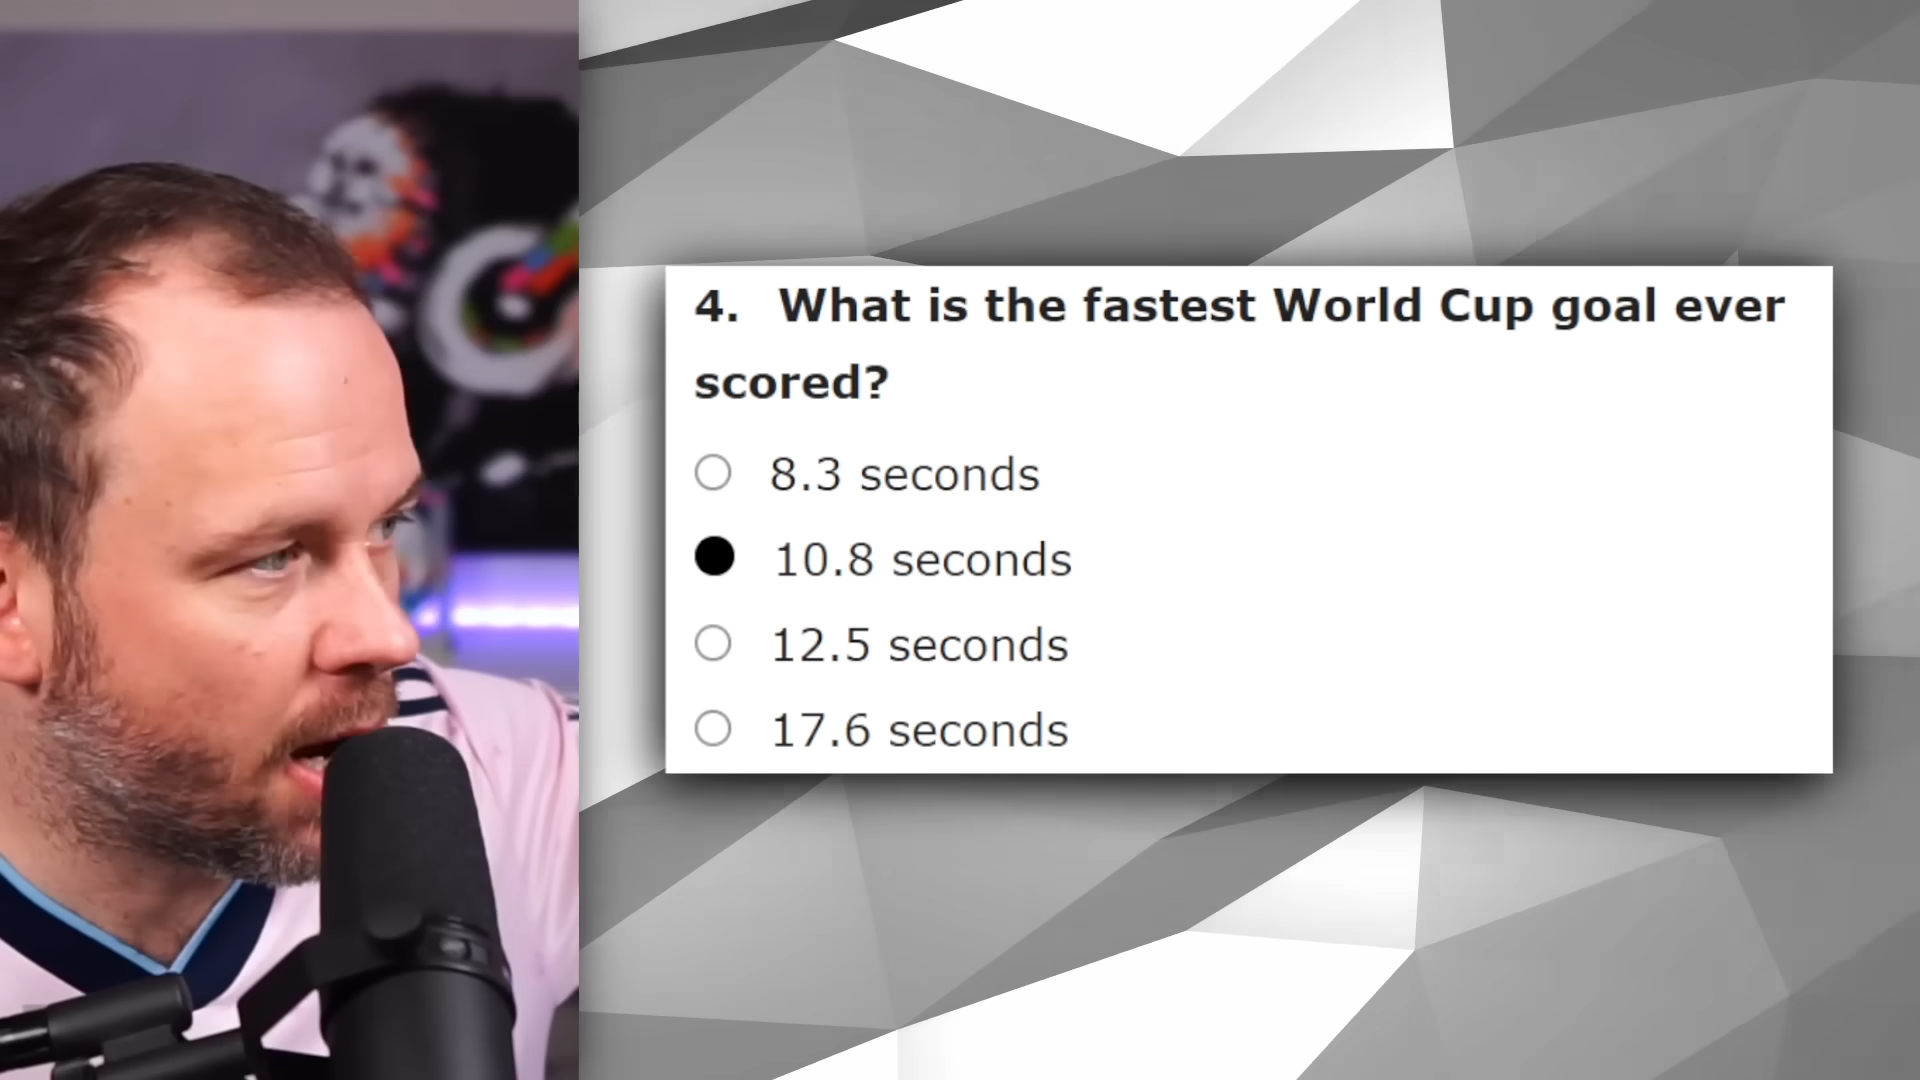 4. What is the fastest World Cup goal ever
scored?
8.3 seconds
10.8 seconds
12.5 seconds
17.6 seconds